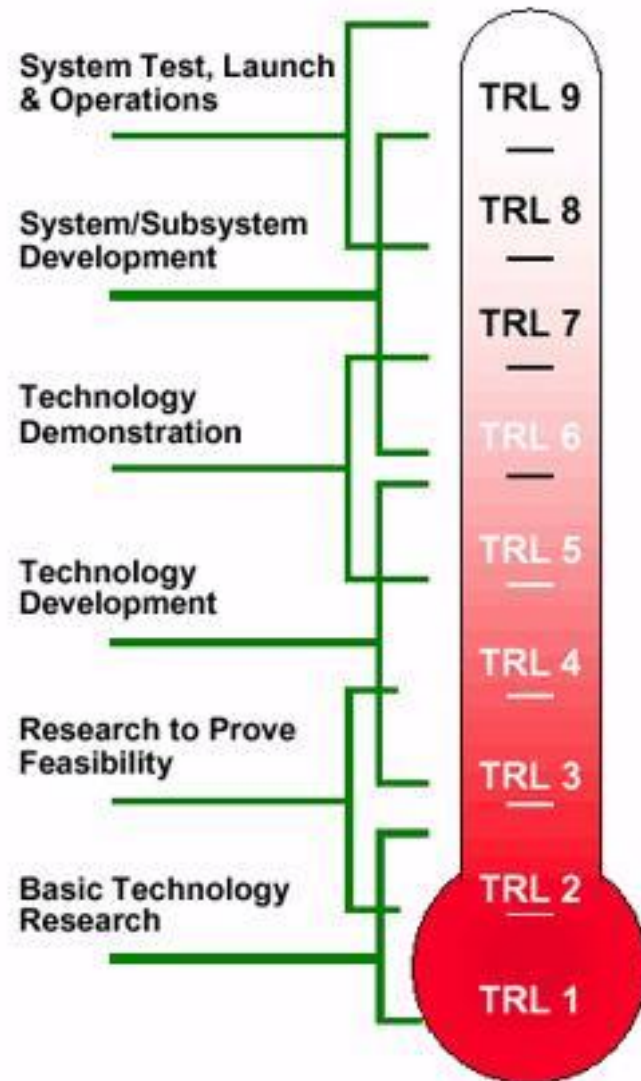 System Test, Launch
& Operations
System/Subsystem
Development
Technology
Demonstration
Technology
Development
Research to Prove
Feasibility
Basic Technology
Research
TRL 9
TRL 8
TRL 7
TRL 6
TRL 5
TRL 4
TRL 3
TRL 2
TRL 1